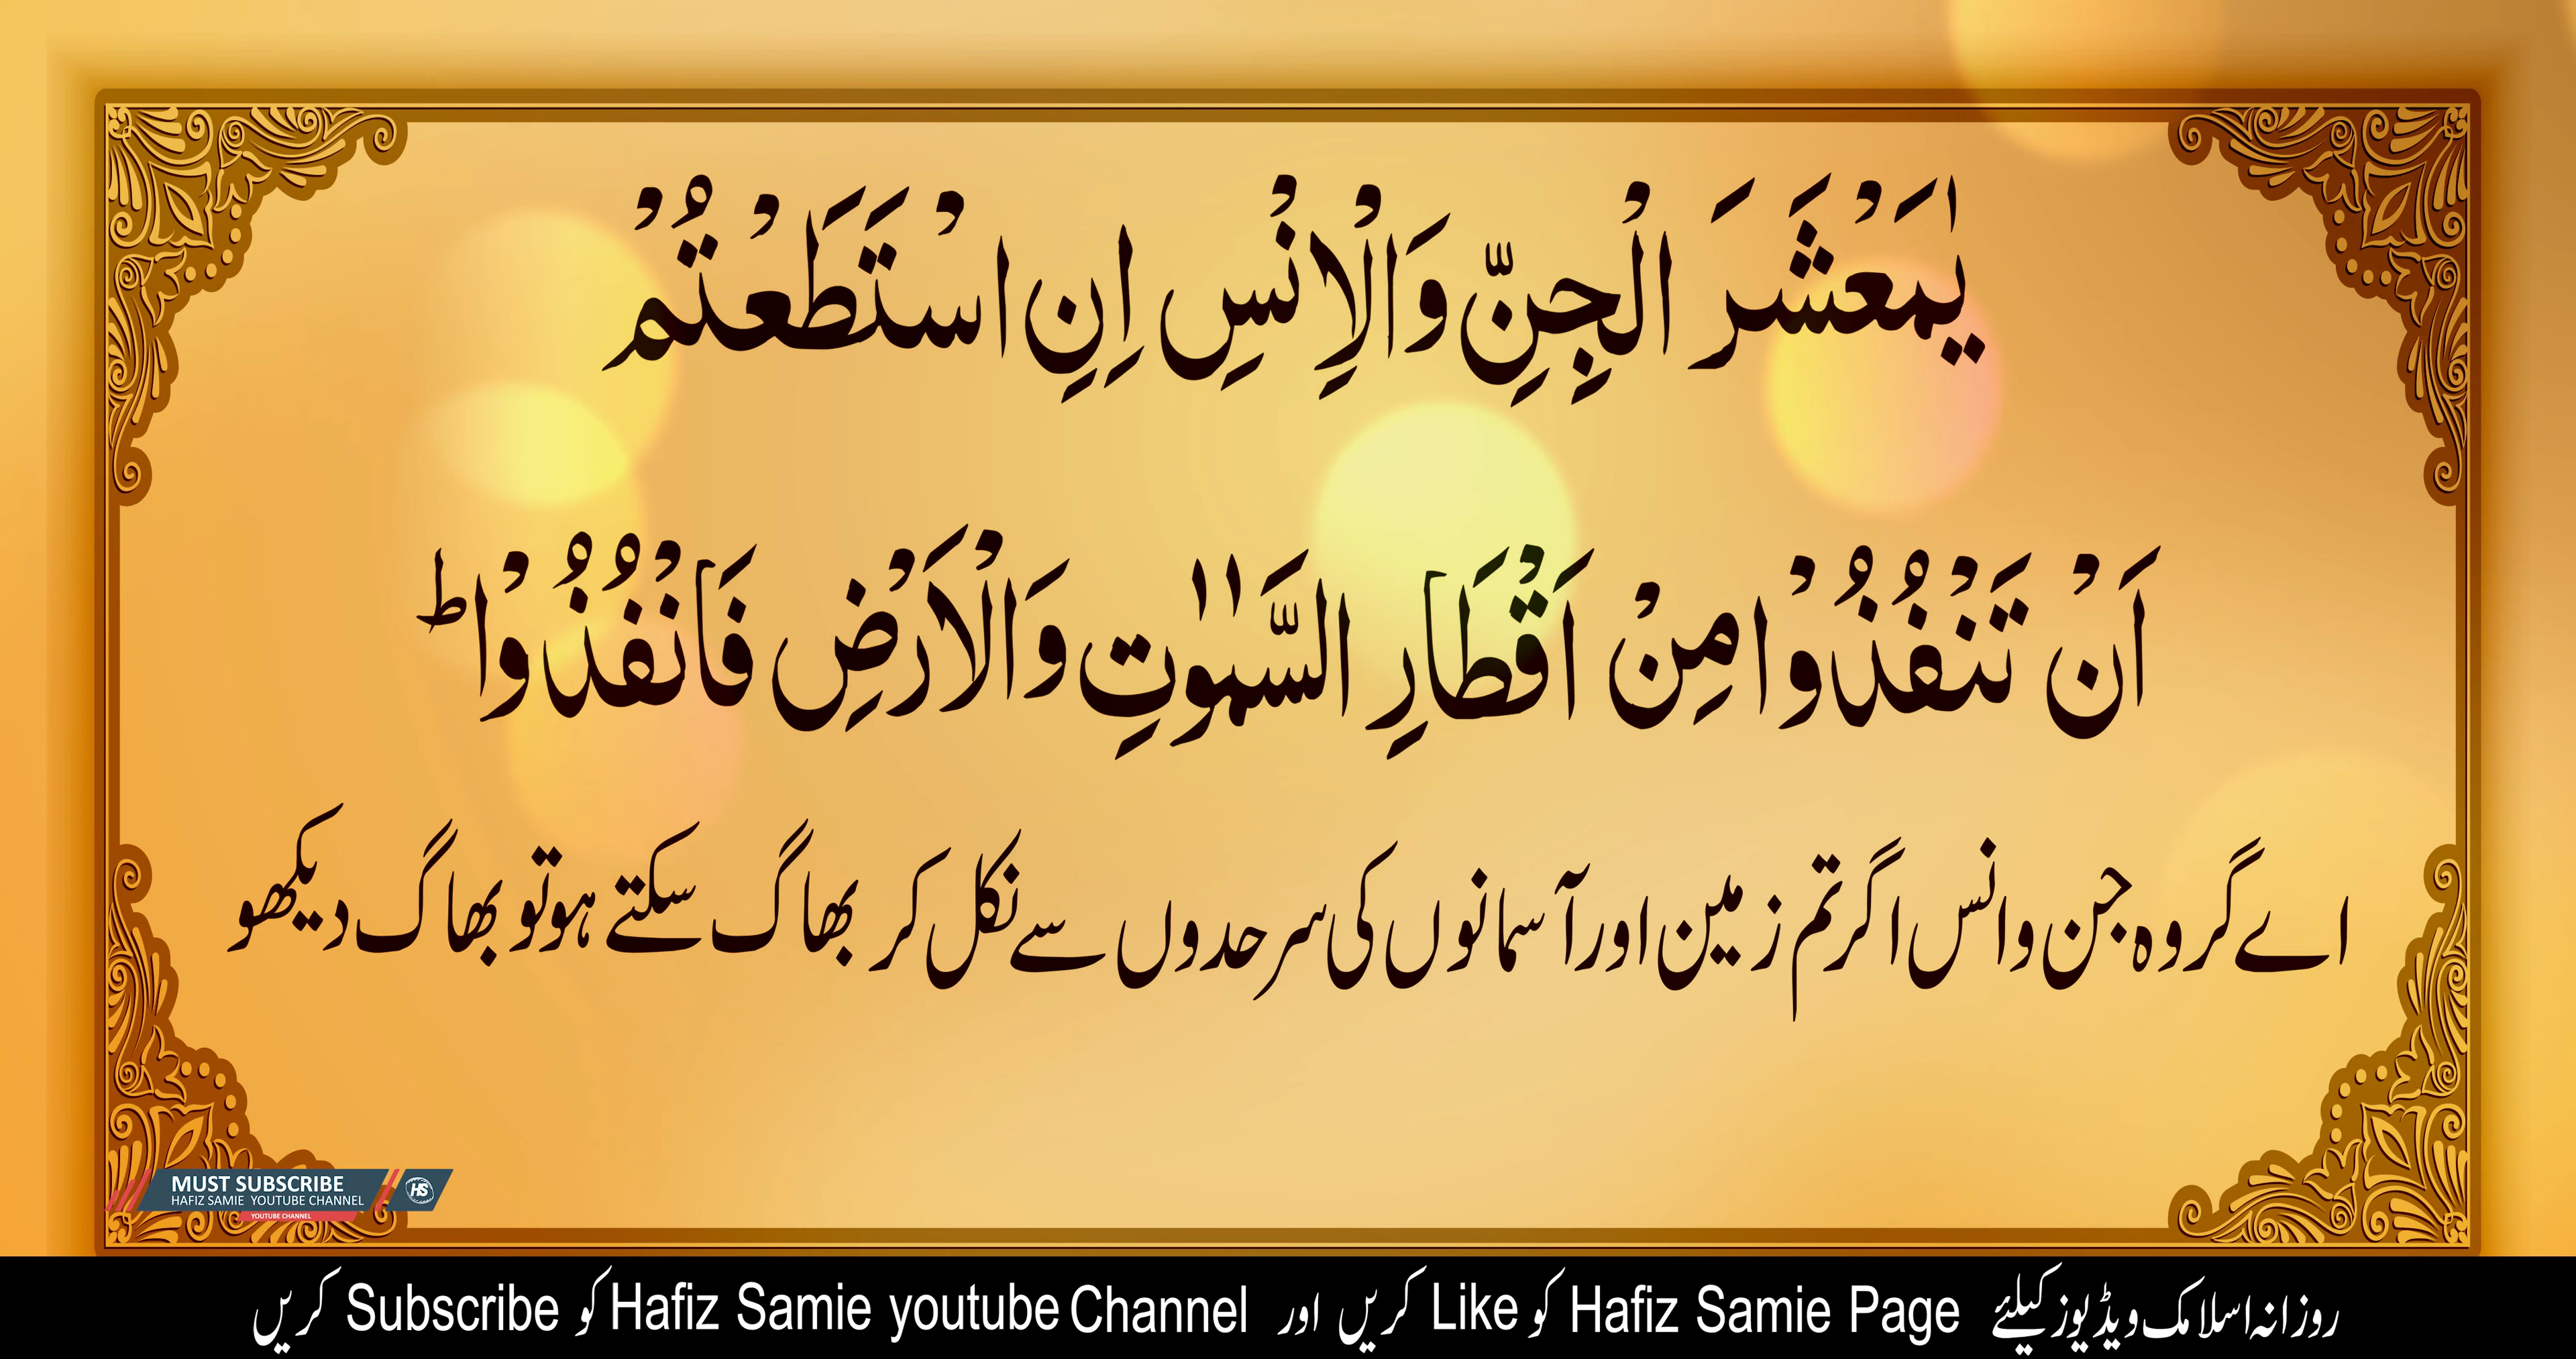 يٰمَعْشَرَ الْجِنِّ وَالْاِنْسِ اِنِ اسْتَطَعْتُمْ
اَنْ تَنْفُذُوْا مِنْ اَقْطَارِ السَّمٰوٰتِ وَالْاَرْضِ فَانْفُذُوْا ؕ
اے گروہ جن و انس اگر تم زمین اور آسمانوں کی سرحدوں سے نکل کر بھاگ سکتے ہو تو بھاگ دیکھو
MUST SUBSCRIBE
HAFIZ SAMIE YOUTUBE CHANNEL
HS
YOUTUBE CHANNEL
روزانہ اسلامک ویڈیوز کیلئے Hafiz Samie Page کو Like کریں اور Hafiz Samie youtube Channel کو Subscribe کریں